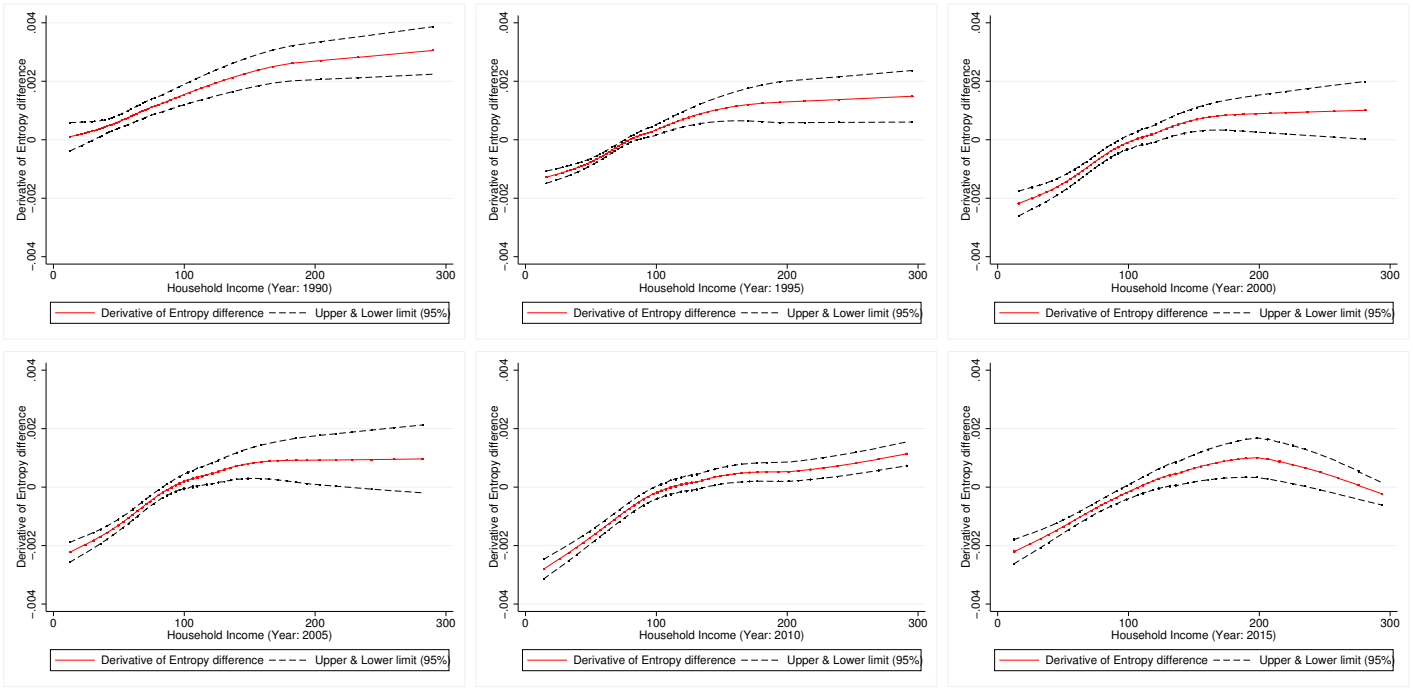 Derivative of Entropy difference
.004
.002
0
-.002
-.004
0 100 200 300
Household Income (Year: 1990)
Derivative of Entropy difference Upper & Lower limit (95%)
Derivative of Entropy difference
.004
.002
0
-.002
-.004
0 100 200 300
Household Income (Year: 1995)
Derivative of Entropy difference Upper & Lower limit (95%)
Derivative of Entropy difference
.004
.002
0
-.002
-.004
0 100 200 300
Household Income (Year: 2000)
Derivative of Entropy difference Upper & Lower limit (95%)
Derivative of Entropy difference
.004
.002
0
-.002
-.004
0 100 200 300
Household Income (Year: 2005)
Derivative of Entropy difference Upper & Lower limit (95%)
Derivative of Entropy difference
.004
.002
0
-.002
-.004
0 100 200 300
Household Income (Year: 2010)
Derivative of Entropy difference Upper & Lower limit (95%)
Derivative of Entropy difference
.004
.002
0
-.002
-.004
0 100 200 300
Household Income (Year: 2015)
Derivative of Entropy difference Upper & Lower limit (95%)